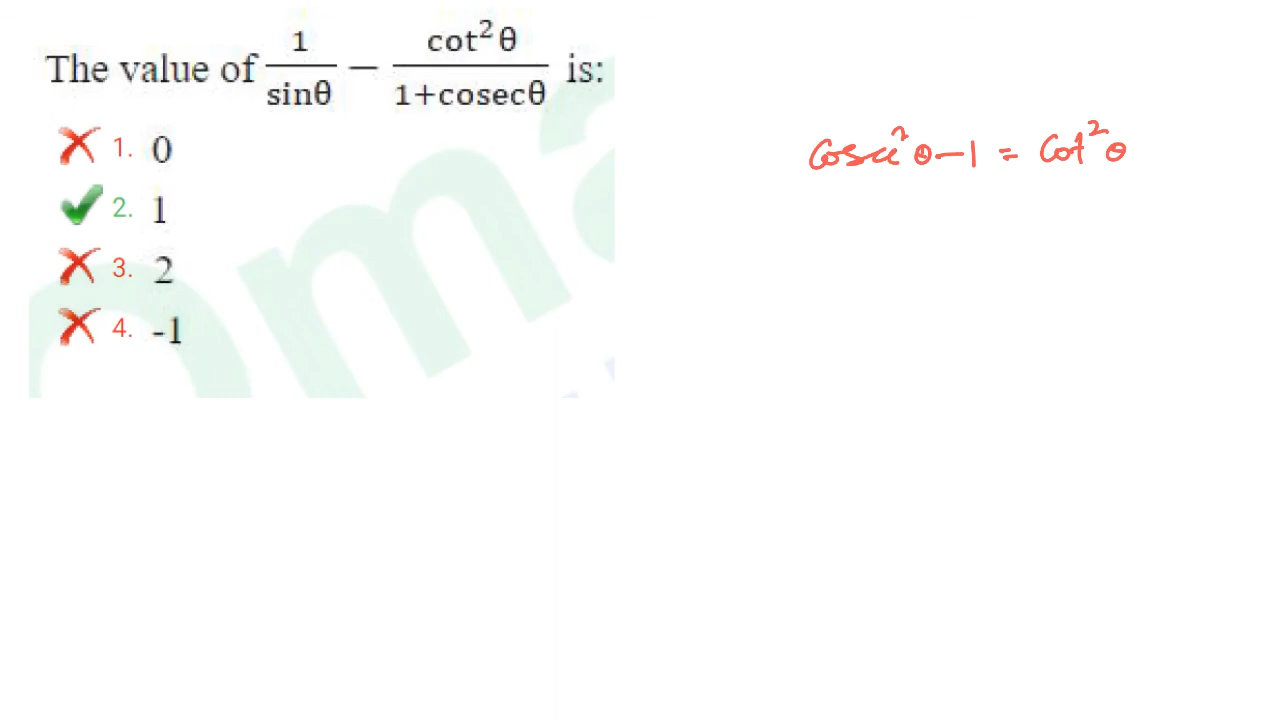 The value of 1/sinθ − cot²θ/1+cosecθ is:
1. 0
2. 1
3. 2
4. -1
cosec²θ−1 = cot²θ